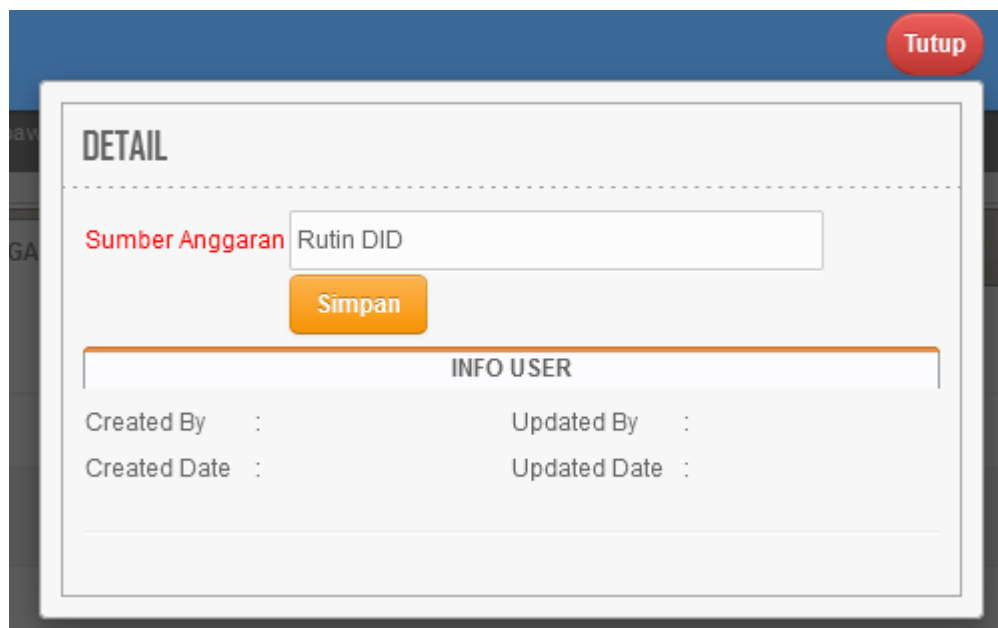 Tutup
DETAIL
Sumber Anggaran Rutin DID
Simpan
INFO USER
Created By : Updated By :
Created Date : Updated Date :